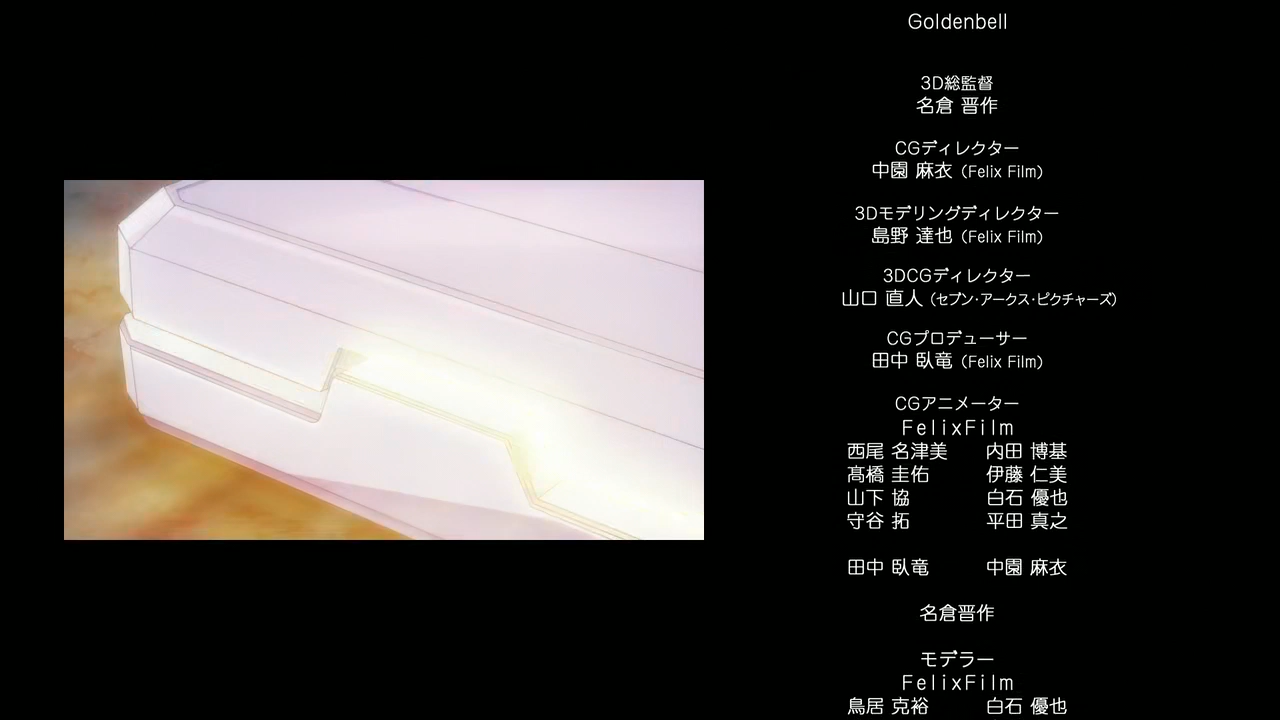 Goldenbell
3D総監督
名倉 晋作
CGディレクター
中園 麻衣 (Felix Film)
3Dモデリングディレクター
島野 達也 (Felix Film)
3DCGディレクター
山口 直人 (セブン・アークス・ピクチャーズ)
CGプロデューサー
田中 臥竜 (Felix Film)
CGアニメーター
FelixFilm
西尾 名津美 内田 博基
髙橋 圭佑 伊藤 仁美
山下 協 白石 優也
守谷 拓 平田 真之
田中 臥竜 中園 麻衣
名倉晋作
モデラー
FelixFilm
鳥居 克裕 白石 優也